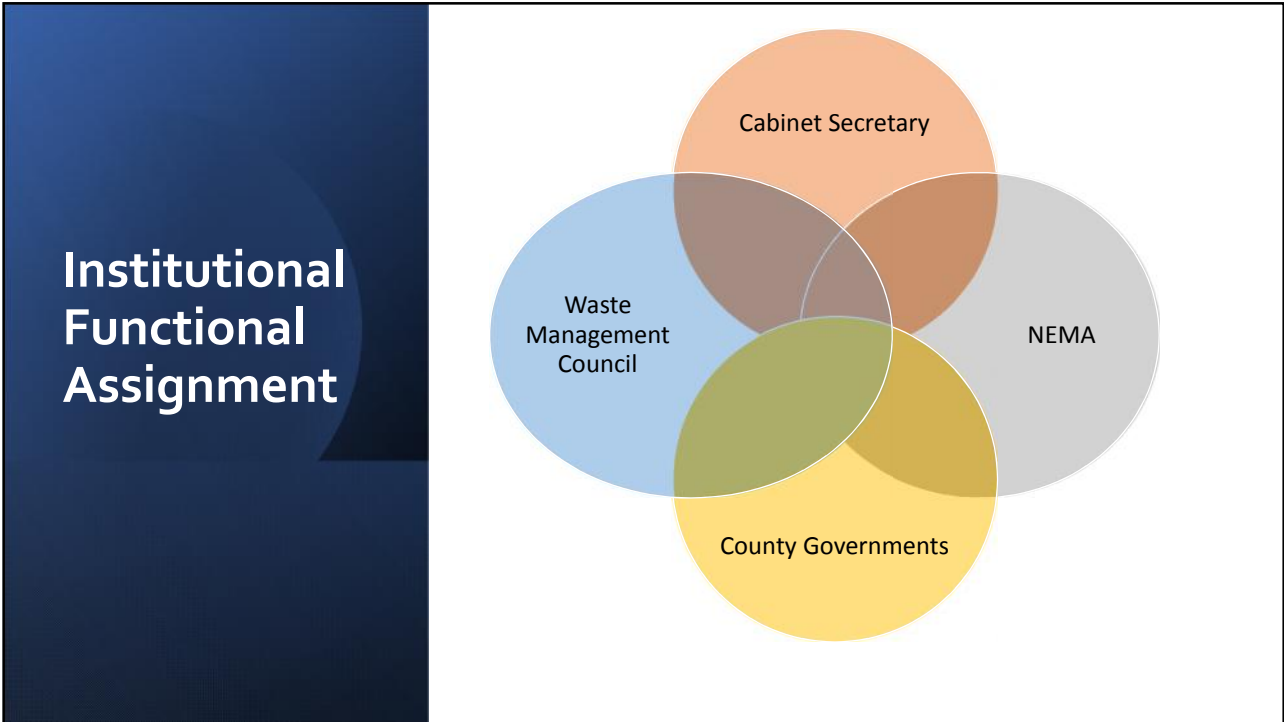 Institutional
Functional
Assignment
Cabinet Secretary
Waste
Management
Council
NEMA
County Governments